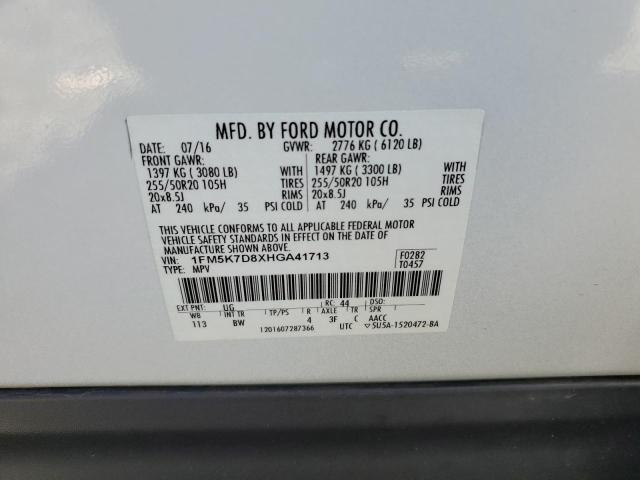 MFD. BY FORD MOTOR CO.
DATE: 07/16 GVWR: 2776 KG ( 6120 LB)
FRONT GAWR: REAR GAWR:
1397 KG ( 3080 LB) WITH 1497 KG ( 3300 LB) WITH
255/50R20 105H TIRES 255/50R20 105H TIRES
20x8.5J RIMS 20x8.5J RIMS
AT 240 kPa/ 35 PSI COLD AT 240 kPa/ 35 PSI COLD
THIS VEHICLE CONFORMS TO ALL APPLICABLE FEDERAL MOTOR
VEHICLE SAFETY STANDARDS IN EFFECT ON THE DATE OF
MANUFACTURE SHOWN ABOVE.
VIN: 1FM5K7D8XHGA41713
TYPE: MPV
F0282
T0457
EXT PNT: UG RC: 44 DSO:
WB INT TR TP/PS R AXLE TR SPR
113 BW 4 3F C AACC
1201607287366 UTC ▽5U5A-1520472-BA